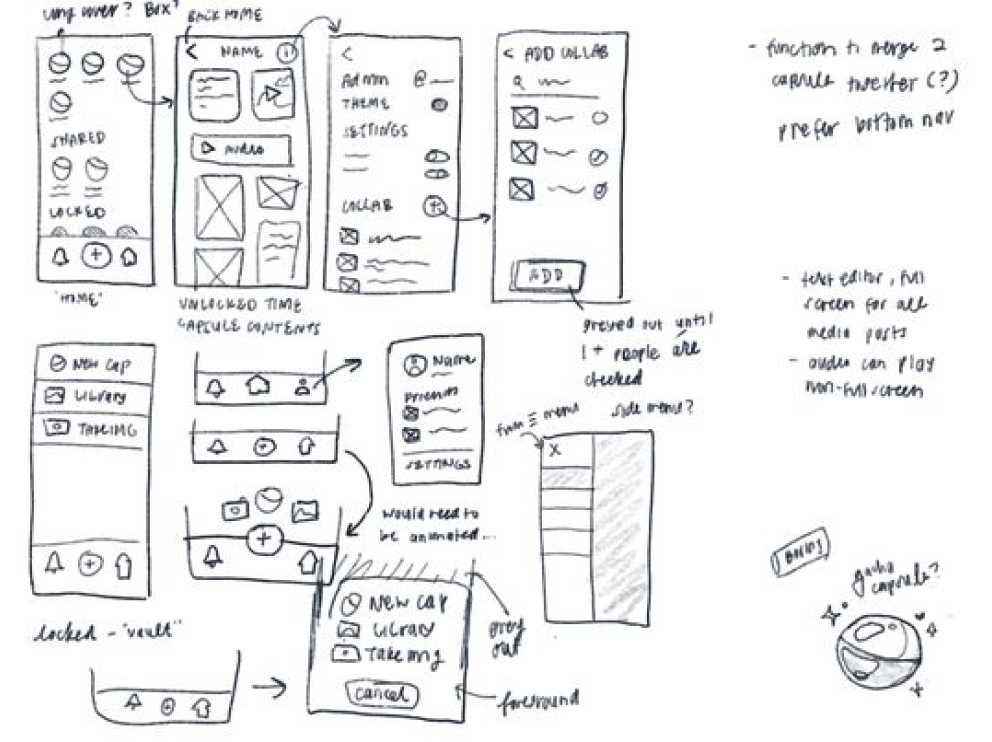 BACK HOME
SHARED
LOCKED
"HOME"
< NAME i
AUDIO
UNLOCKED TIME
CAPSULE CONTENTS
<
Admin @
THEME
SETTINGS
COLLAB
< ADD COLLAB
ADD
greyed out until
1+ people are
checked
- function to merge 2
capsule together (?)
prefer bottom nav
- text editor, full
screen for all
media posts
- audio can play
non-full screen
NEW CAP
LIBRARY
TAKE IMG
locked - "vault"
Name
Friends
SETTINGS
would need to
be animated...
from ≡ menu
side menu?
X
NEW CAP
LIBRARY
Take img
cancel
grey
out
foreground
gacha
capsule?